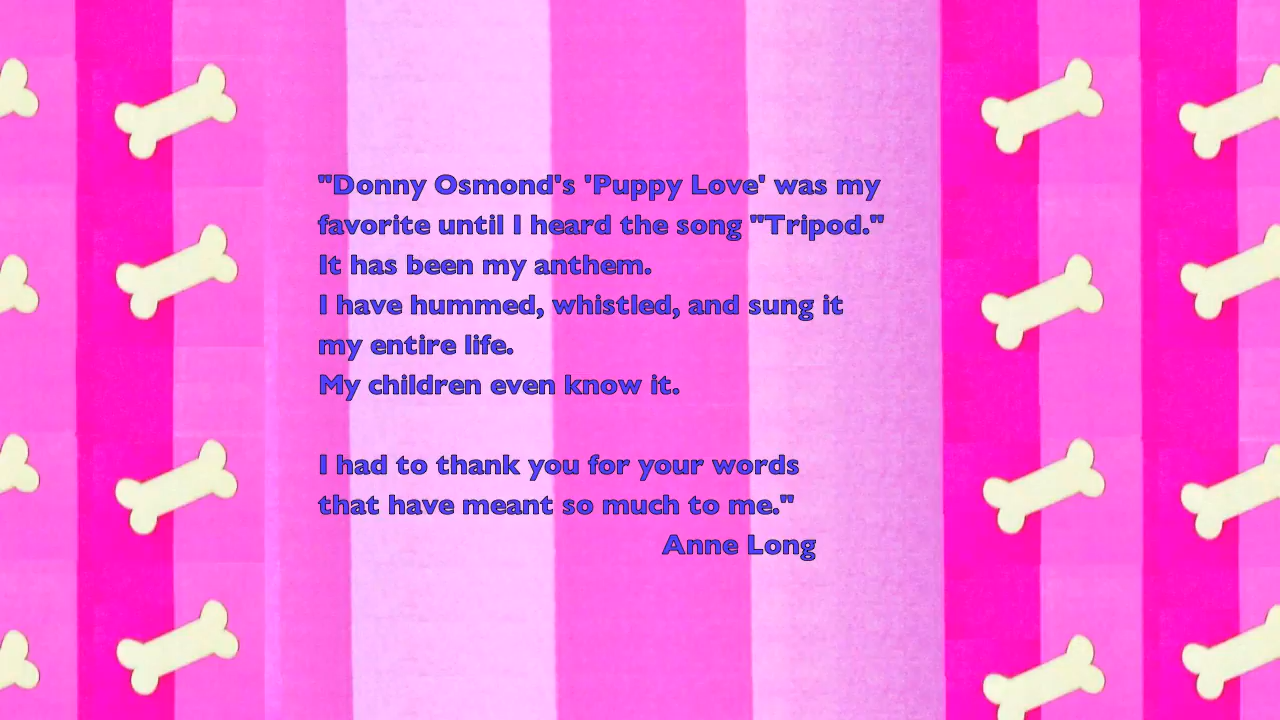 "Donny Osmond's 'Puppy Love' was my
favorite until I heard the song "Tripod."
It has been my anthem.
I have hummed, whistled, and sung it
my entire life.
My children even know it.
I had to thank you for your words
that have meant so much to me."
Anne Long